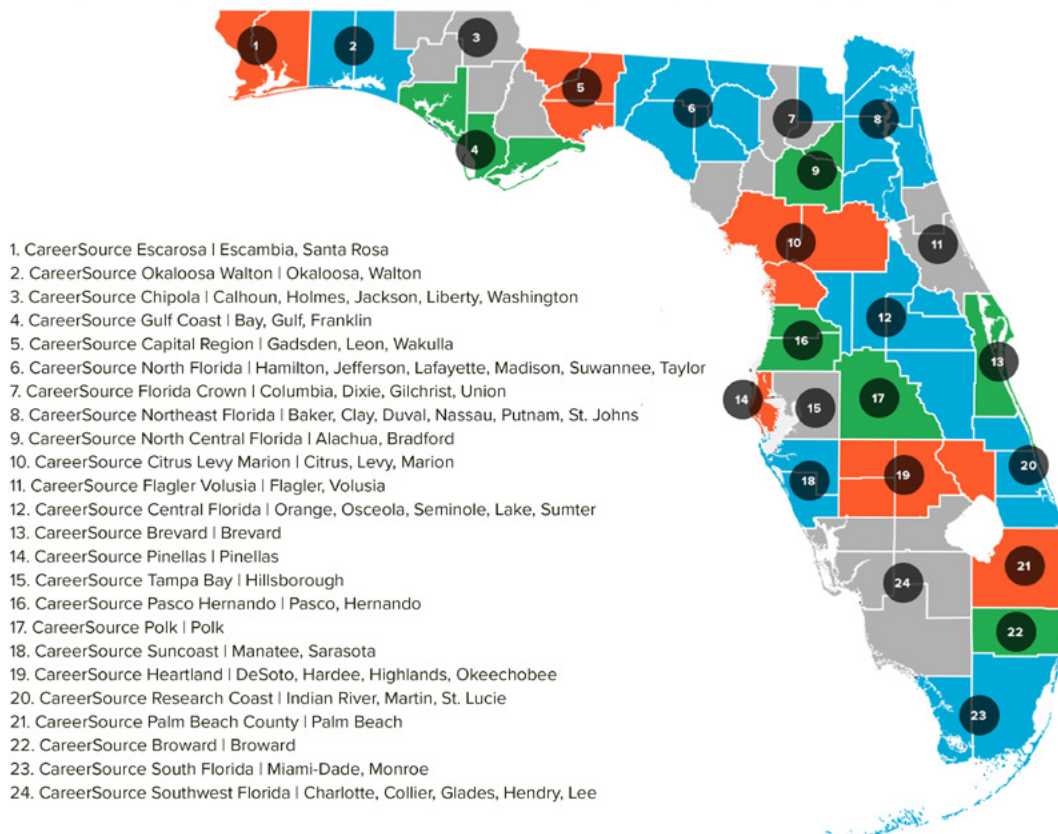 1
2
3
4
5
6
7
8
9
10
11
12
13
14
15
16
17
18
19
20
21
22
23
24
1. CareerSource Escarosa | Escambia, Santa Rosa
2. CareerSource Okaloosa Walton | Okaloosa, Walton
3. CareerSource Chipola | Calhoun, Holmes, Jackson, Liberty, Washington
4. CareerSource Gulf Coast | Bay, Gulf, Franklin
5. CareerSource Capital Region | Gadsden, Leon, Wakulla
6. CareerSource North Florida | Hamilton, Jefferson, Lafayette, Madison, Suwannee, Taylor
7. CareerSource Florida Crown | Columbia, Dixie, Gilchrist, Union
8. CareerSource Northeast Florida | Baker, Clay, Duval, Nassau, Putnam, St. Johns
9. CareerSource North Central Florida | Alachua, Bradford
10. CareerSource Citrus Levy Marion | Citrus, Levy, Marion
11. CareerSource Flagler Volusia | Flagler, Volusia
12. CareerSource Central Florida | Orange, Osceola, Seminole, Lake, Sumter
13. CareerSource Brevard | Brevard
14. CareerSource Pinellas | Pinellas
15. CareerSource Tampa Bay | Hillsborough
16. CareerSource Pasco Hernando | Pasco, Hernando
17. CareerSource Polk | Polk
18. CareerSource Suncoast | Manatee, Sarasota
19. CareerSource Heartland | DeSoto, Hardee, Highlands, Okeechobee
20. CareerSource Research Coast | Indian River, Martin, St. Lucie
21. CareerSource Palm Beach County | Palm Beach
22. CareerSource Broward | Broward
23. CareerSource South Florida | Miami-Dade, Monroe
24. CareerSource Southwest Florida | Charlotte, Collier, Glades, Hendry, Lee